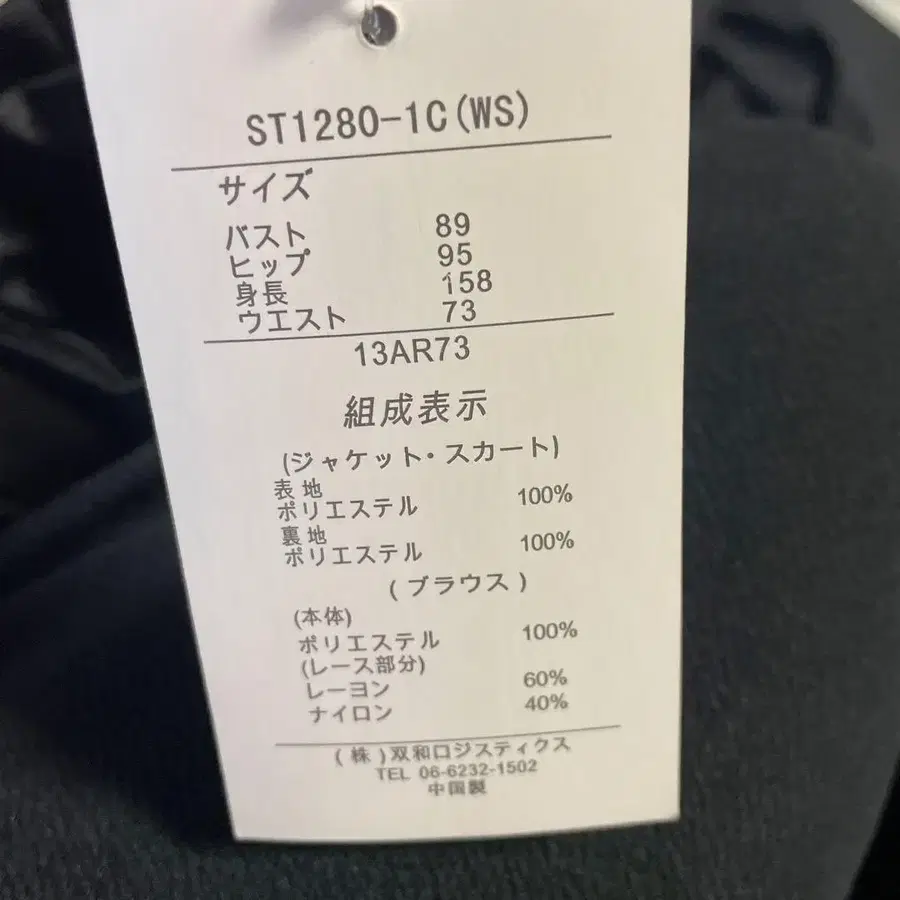 ST1280-1C(WS)
サイズ
バスト 89
ヒップ 95
身長 158
ウエスト 73
13AR73
組成表示
(ジャケット・スカート)
表地
ポリエステル 100%
裏地
ポリエステル 100%
(ブラウス)
(本体)
ポリエステル 100%
(レース部分)
レーヨン 60%
ナイロン 40%
(株)双和ロジスティクス
TEL 06-6232-1502
中国製